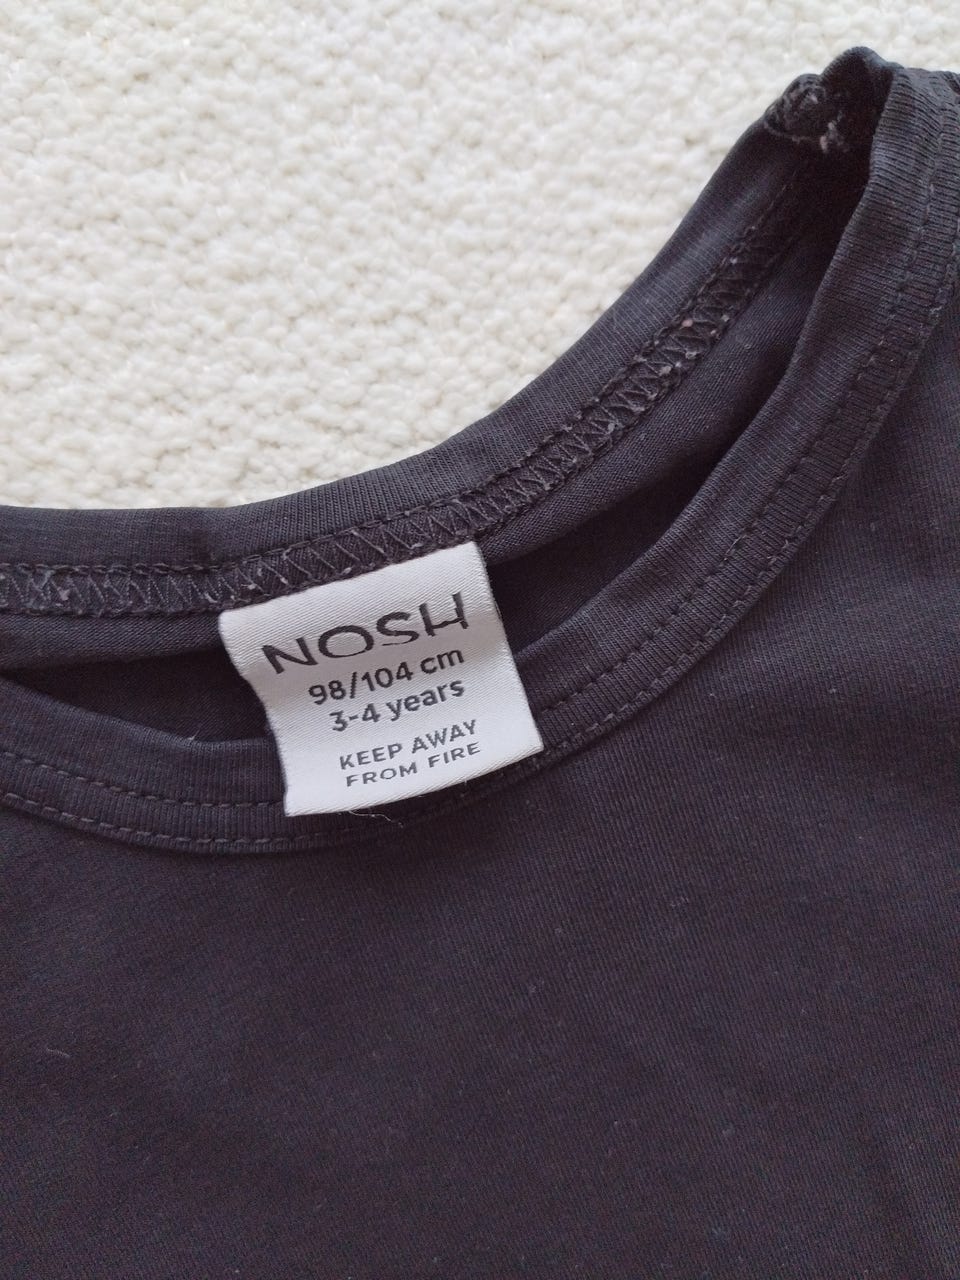 NOSH
98/104 cm
3-4 years
KEEP AWAY
FROM FIRE